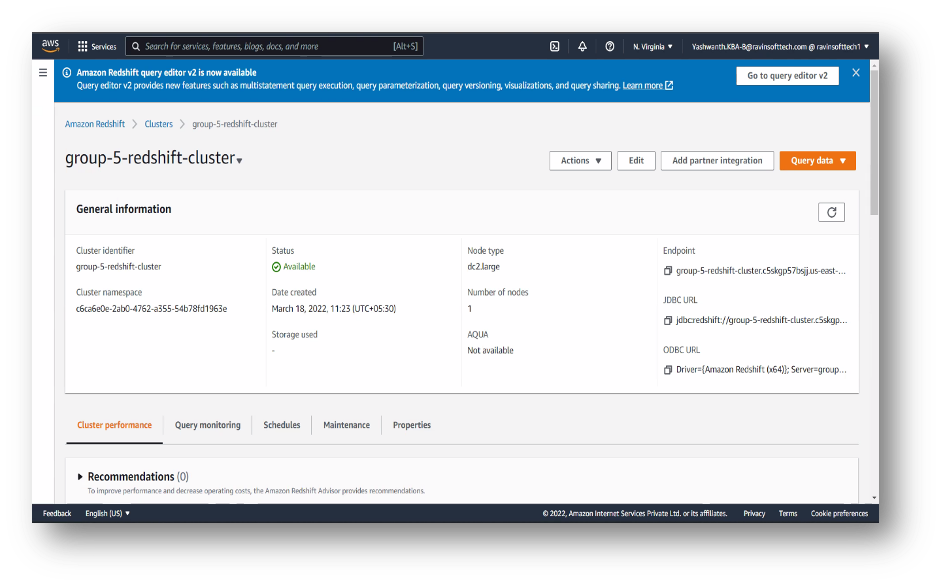 aws
Services
Search for services, features, blogs, docs, and more
[Alt+S]
N. Virginia ▼
Yashwanth.KBA-B@ravinsofttech.com @ ravinsofttech1 ▼
Amazon Redshift query editor v2 is now available
Query editor v2 provides new features such as multistatement query execution, query parameterization, query versioning, visualizations, and query sharing. Learn more
Go to query editor v2
Amazon Redshift > Clusters > group-5-redshift-cluster
group-5-redshift-cluster ▼
Actions ▼
Edit
Add partner integration
Query data ▼
General information
Cluster identifier
group-5-redshift-cluster
Cluster namespace
c6ca6e0e-2ab0-4762-a355-54b78fd1963e
Status
Available
Date created
March 18, 2022, 11:23 (UTC+05:30)
Storage used
-
Node type
dc2.large
Number of nodes
1
AQUA
Not available
Endpoint
group-5-redshift-cluster.c5skgp57bsjj.us-east-...
JDBC URL
jdbc:redshift://group-5-redshift-cluster.c5skgp...
ODBC URL
Driver={Amazon Redshift (x64)}; Server=group...
Cluster performance
Query monitoring
Schedules
Maintenance
Properties
Recommendations (0)
To improve performance and decrease operating costs, the Amazon Redshift Advisor provides recommendations.
Feedback
English (US) ▼
© 2022, Amazon Internet Services Private Ltd. or its affiliates.
Privacy
Terms
Cookie preferences